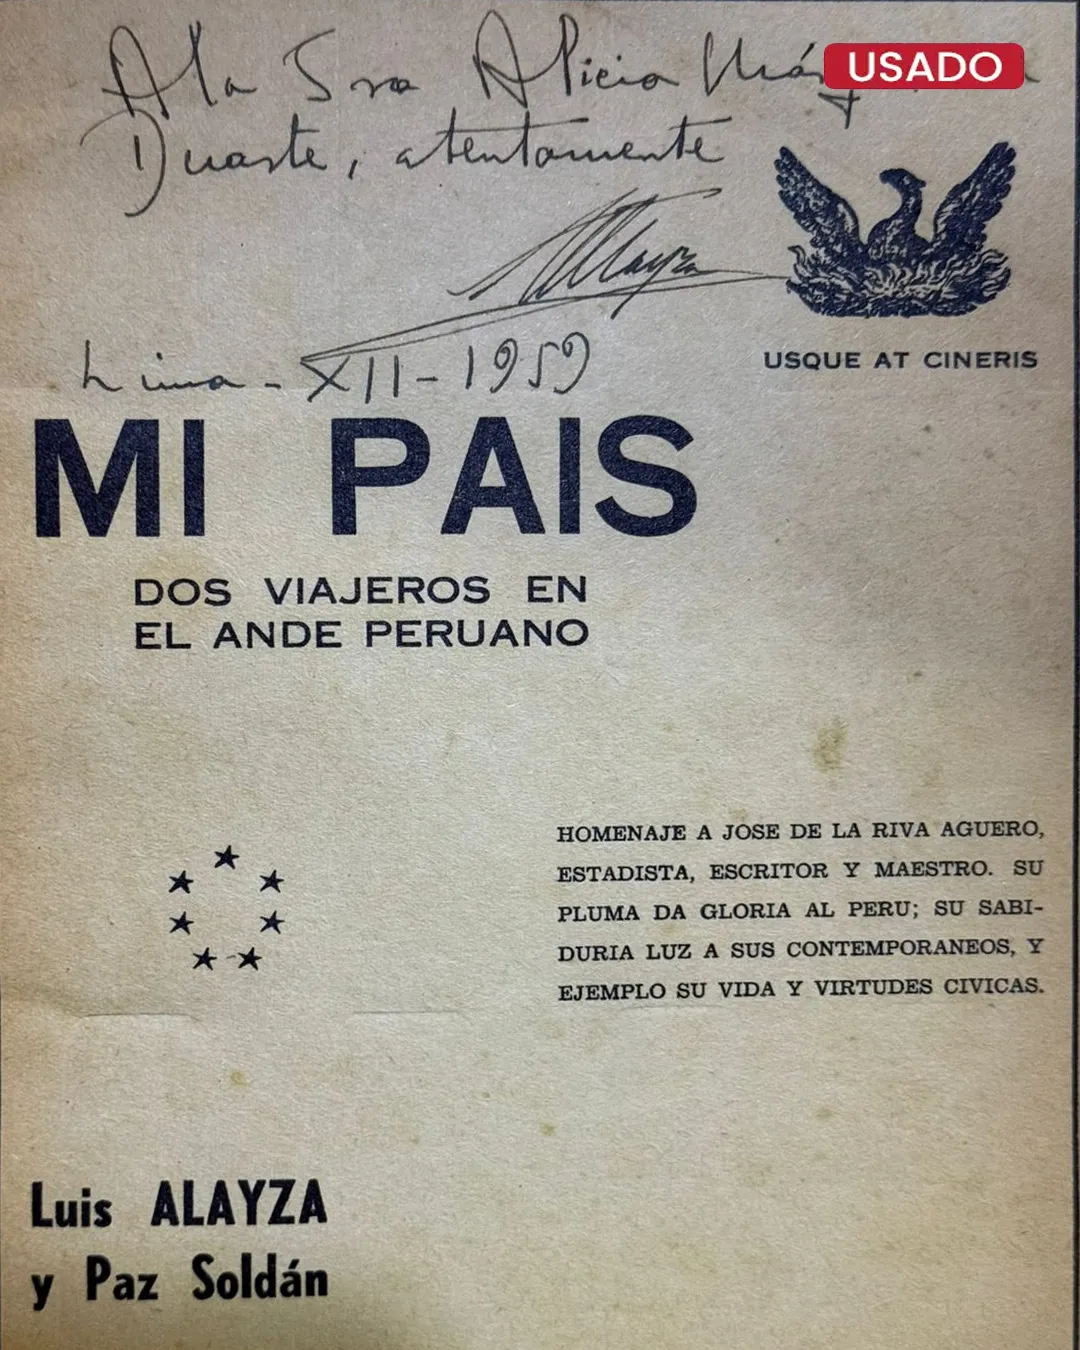 A la Sra Alicia
USADO
Duarte, atentamente
Alayza
USQUE AT CINERIS
Lima - XII - 1959
MI PAIS
DOS VIAJEROS EN
EL ANDE PERUANO
HOMENAJE A JOSE DE LA RIVA AGUERO,
ESTADISTA, ESCRITOR Y MAESTRO. SU
PLUMA DA GLORIA AL PERU; SU SABI-
DURIA LUZ A SUS CONTEMPORANEOS, Y
EJEMPLO SU VIDA Y VIRTUDES CIVICAS.
Luis ALAYZA
y Paz Soldán